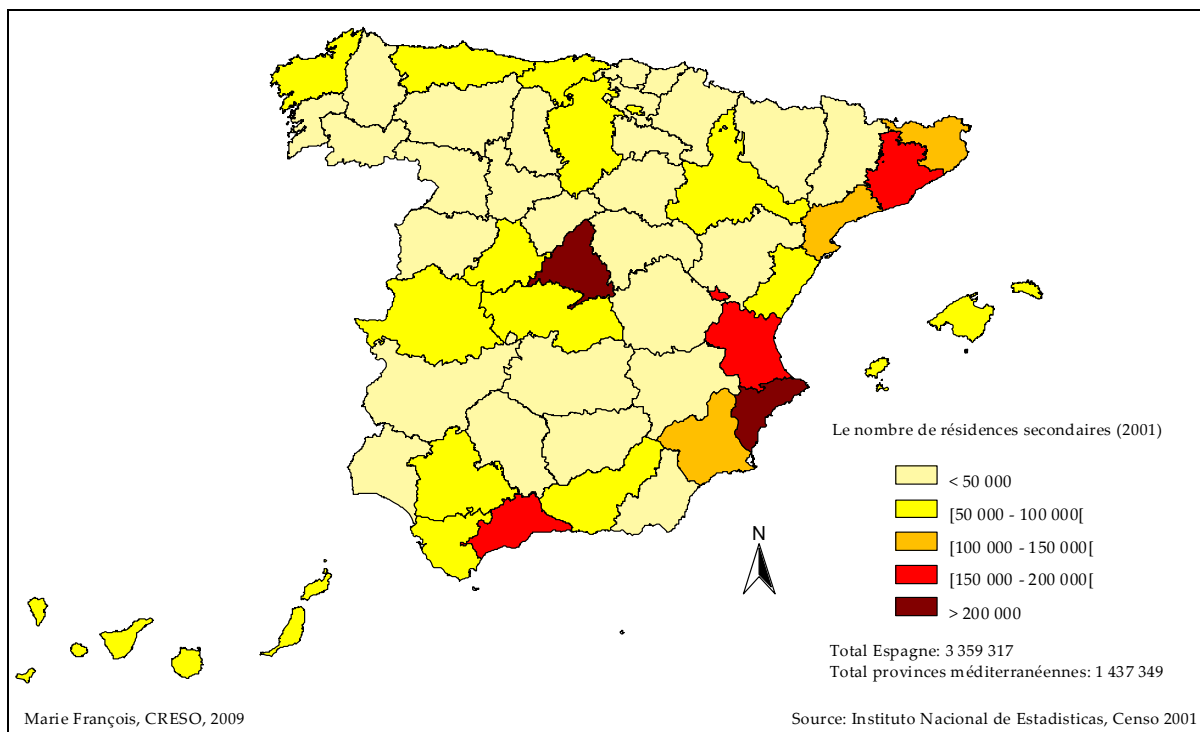 Le nombre de résidences secondaires (2001)
< 50 000
[50 000 - 100 000[
[100 000 - 150 000[
[150 000 - 200 000[
> 200 000
N
Total Espagne: 3 359 317
Total provinces méditerranéennes: 1 437 349
Marie François, CRESO, 2009
Source: Instituto Nacional de Estadisticas, Censo 2001